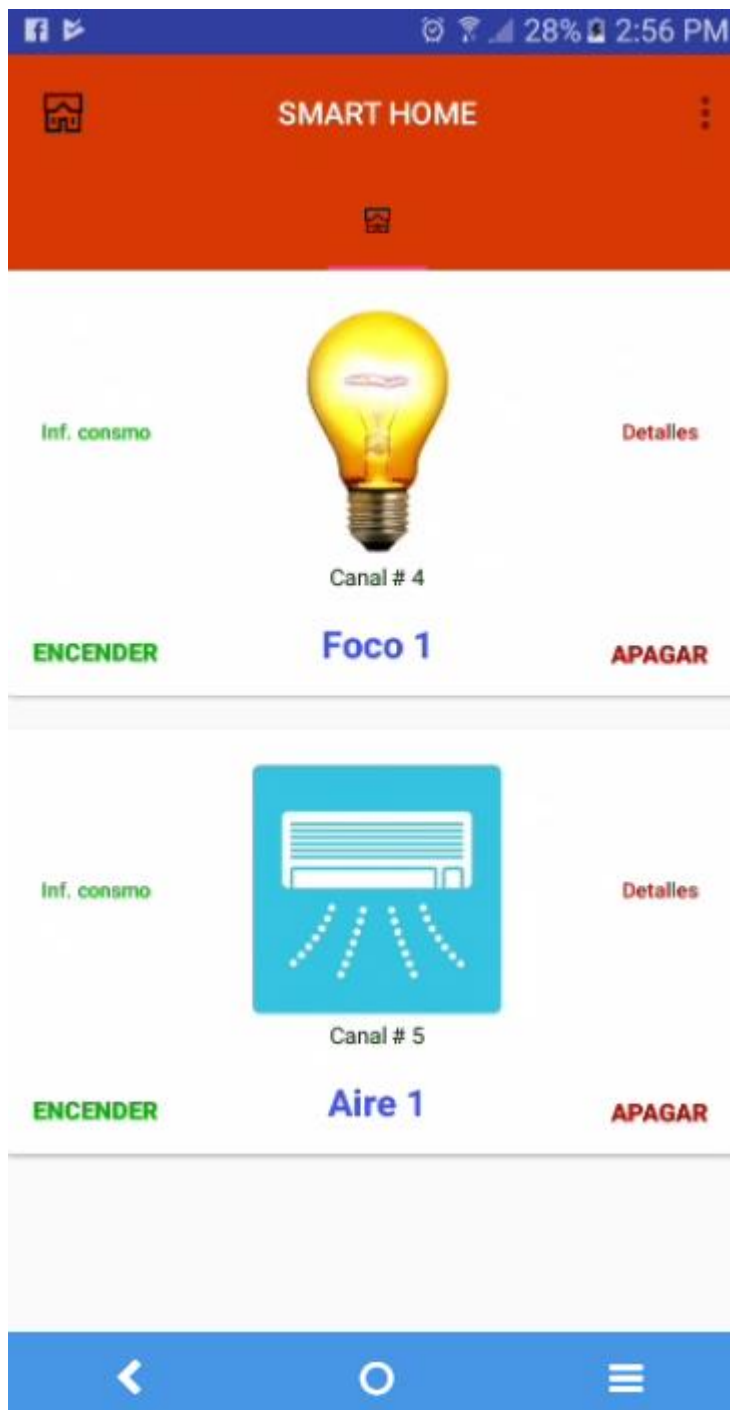 28% 2:56 PM
SMART HOME
Inf. consmo
Detalles
Canal # 4
ENCENDER
Foco 1
APAGAR
Inf. consmo
Detalles
Canal # 5
ENCENDER
Aire 1
APAGAR